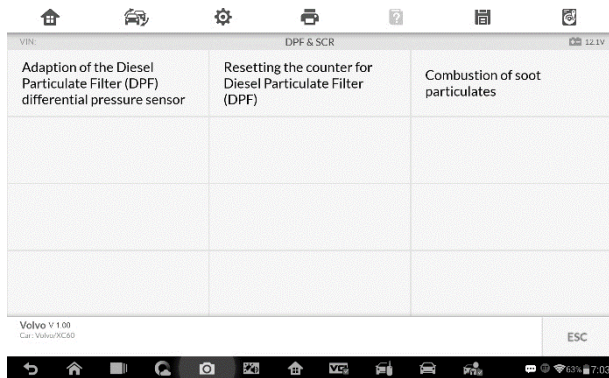 VIN:
DPF & SCR
12.1V
Adaption of the Diesel
Particulate Filter (DPF)
differential pressure sensor
Resetting the counter for
Diesel Particulate Filter
(DPF)
Combustion of soot
particulates
Volvo V 1.00
Car: Volvo/XC60
ESC
VCI
63%
7:03